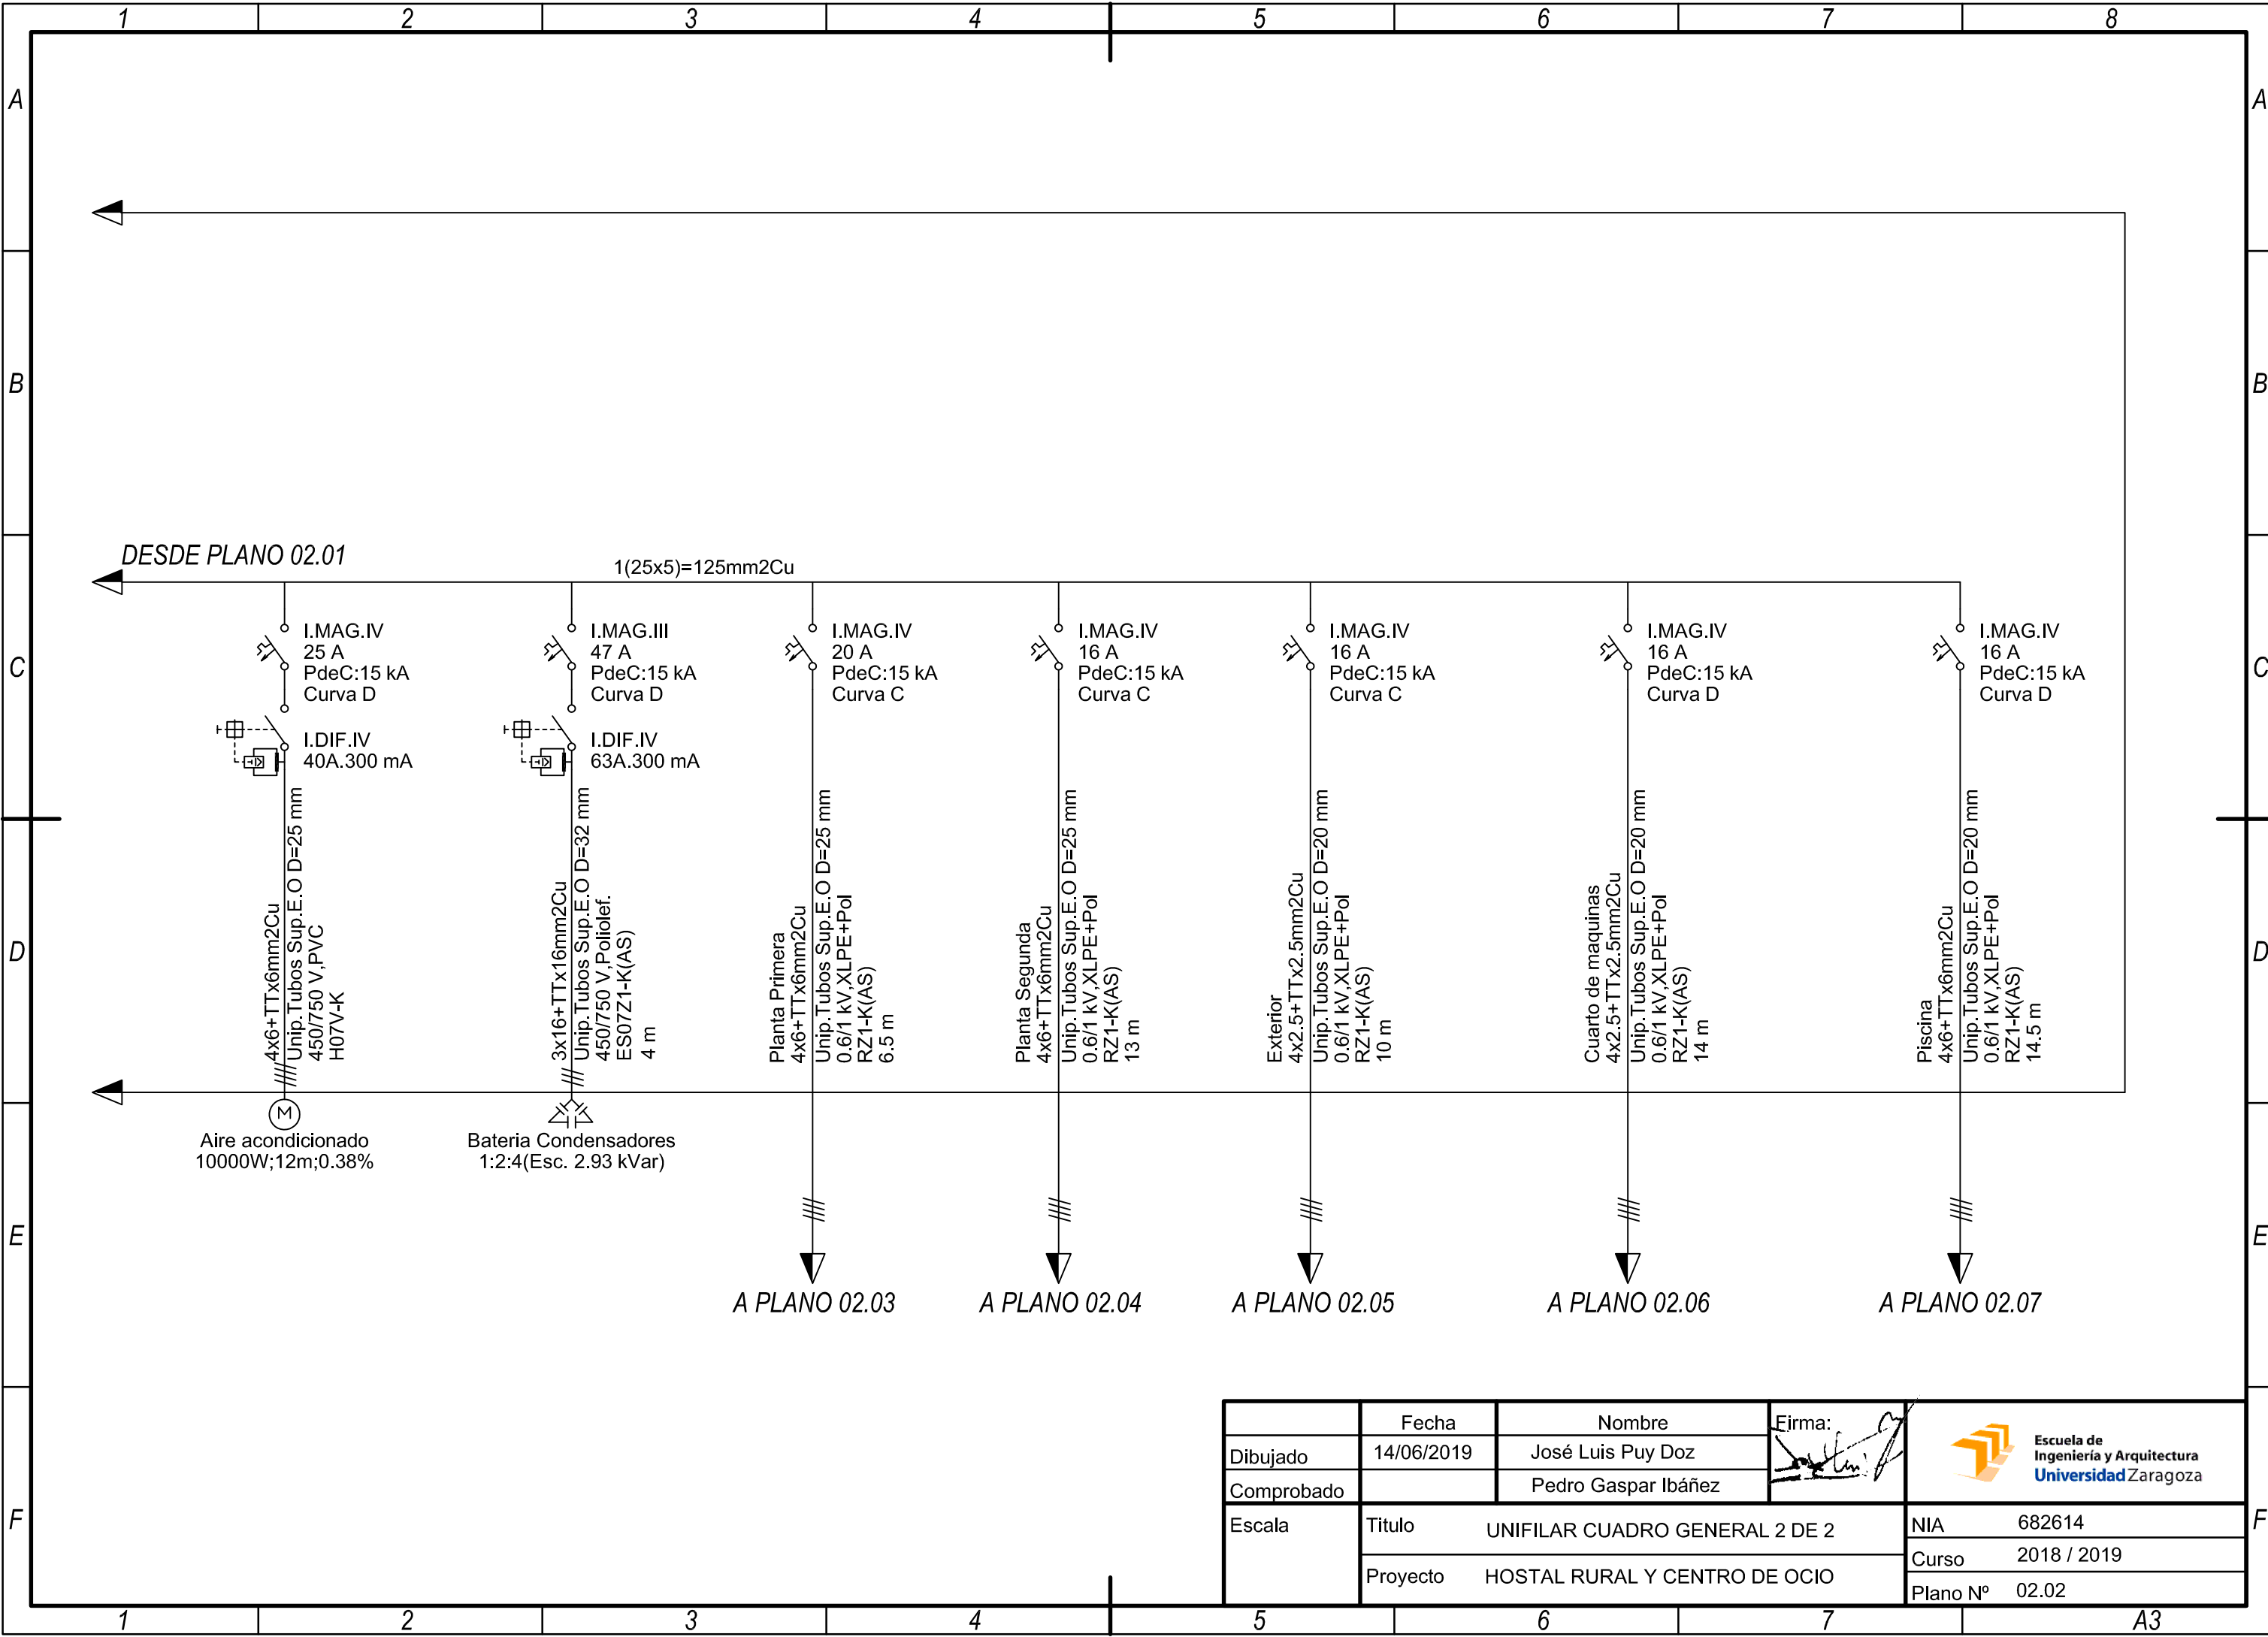 1 2 3 4 5 6 7 8
A A
B B
C C
D D
E E
F F
DESDE PLANO 02.01
1(25x5)=125mm2Cu
I.MAG.IV
25 A
PdeC:15 kA
Curva D
I.DIF.IV
40A.300 mA
4x6+TTx6mm2Cu
Unip.Tubos Sup.E.O D=25 mm
450/750 V,PVC
H07V-K
M
Aire acondicionado
10000W;12m;0.38%
I.MAG.III
47 A
PdeC:15 kA
Curva D
I.DIF.IV
63A.300 mA
3x16+TTx16mm2Cu
Unip.Tubos Sup.E.O D=32 mm
450/750 V,Poliolef.
ES07Z1-K(AS)
4 m
Bateria Condensadores
1:2:4(Esc. 2.93 kVar)
I.MAG.IV
20 A
PdeC:15 kA
Curva C
Planta Primera
4x6+TTx6mm2Cu
Unip.Tubos Sup.E.O D=25 mm
0.6/1 kV,XLPE+Pol
RZ1-K(AS)
6.5 m
A PLANO 02.03
I.MAG.IV
16 A
PdeC:15 kA
Curva C
Planta Segunda
4x6+TTx6mm2Cu
Unip.Tubos Sup.E.O D=25 mm
0.6/1 kV,XLPE+Pol
RZ1-K(AS)
13 m
A PLANO 02.04
I.MAG.IV
16 A
PdeC:15 kA
Curva C
Exterior
4x2.5+TTx2.5mm2Cu
Unip.Tubos Sup.E.O D=20 mm
0.6/1 kV,XLPE+Pol
RZ1-K(AS)
10 m
A PLANO 02.05
I.MAG.IV
16 A
PdeC:15 kA
Curva D
Cuarto de maquinas
4x2.5+TTx2.5mm2Cu
Unip.Tubos Sup.E.O D=20 mm
0.6/1 kV,XLPE+Pol
RZ1-K(AS)
14 m
A PLANO 02.06
I.MAG.IV
16 A
PdeC:15 kA
Curva D
Piscina
4x6+TTx6mm2Cu
Unip.Tubos Sup.E.O D=20 mm
0.6/1 kV,XLPE+Pol
RZ1-K(AS)
14.5 m
A PLANO 02.07
Fecha Nombre Firma:
Dibujado 14/06/2019 José Luis Puy Doz
Comprobado Pedro Gaspar Ibáñez
Escuela de
Ingeniería y Arquitectura
Universidad Zaragoza
Escala
Titulo UNIFILAR CUADRO GENERAL 2 DE 2
Proyecto HOSTAL RURAL Y CENTRO DE OCIO
NIA 682614
Curso 2018 / 2019
Plano Nº 02.02
1 2 3 4 5 6 7 A3